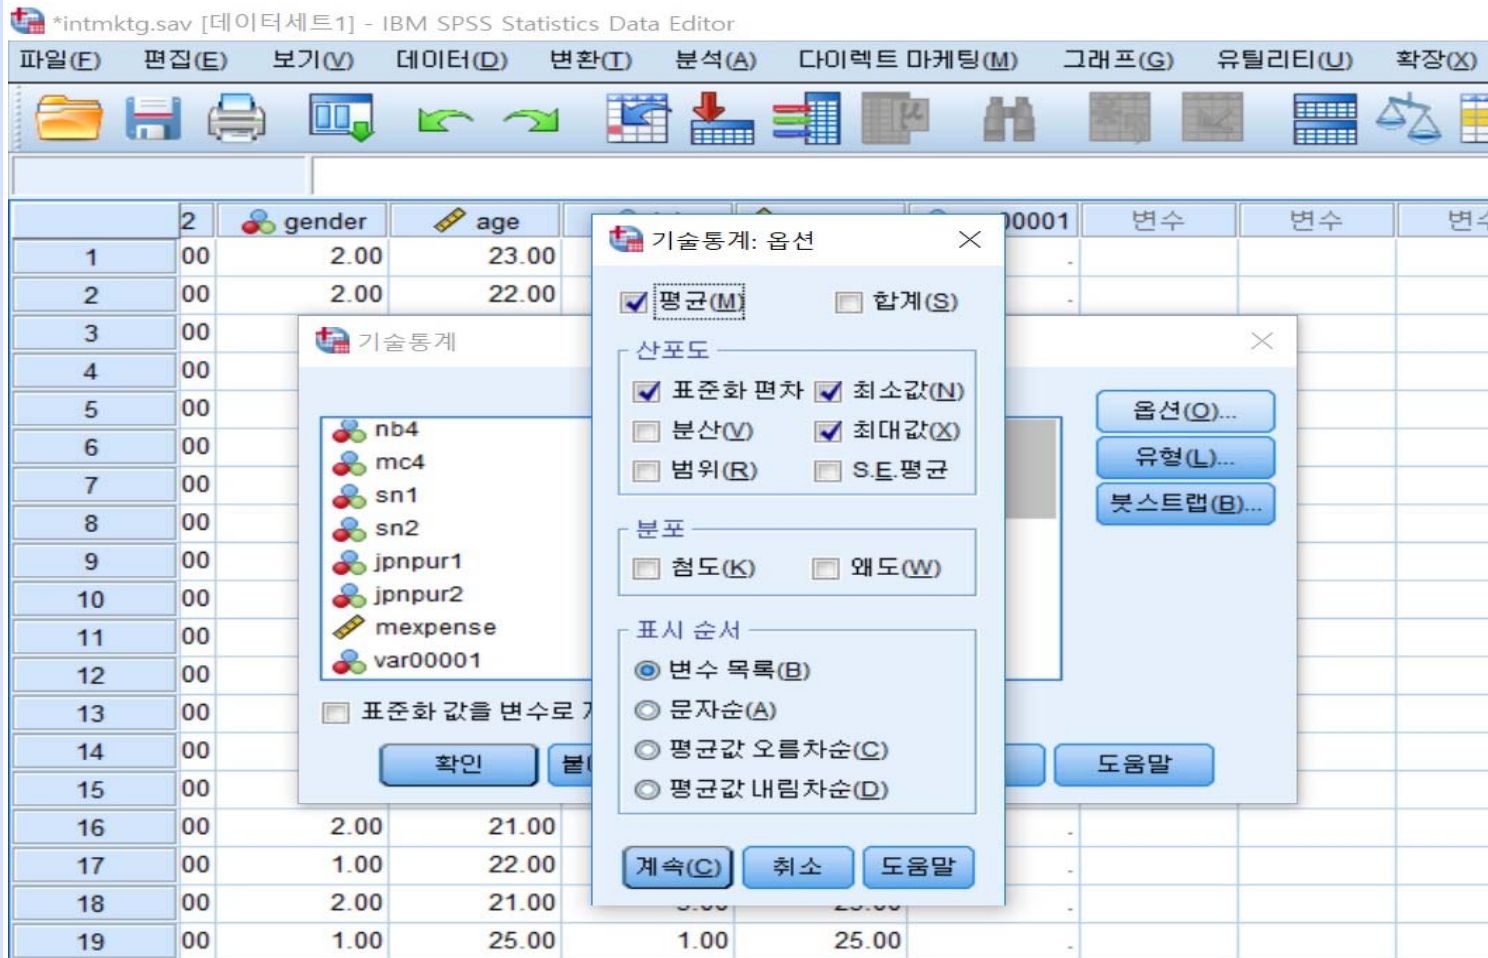 *intmktg.sav [데이터세트1] - IBM SPSS Statistics Data Editor
파일(F) 편집(E) 보기(V) 데이터(D) 변환(T) 분석(A) 다이렉트 마케팅(M) 그래프(G) 유틸리티(U) 확장(X)
2 gender age 00001 변수 변수
1 00 2.00 23.00 .
2 00 2.00 22.00 .
3 00
4 00
5 00
6 00
7 00
8 00
9 00
10 00
11 00
12 00
13 00
14 00
15 00
16 00 2.00 21.00 .
17 00 1.00 22.00 .
18 00 2.00 21.00 .
19 00 1.00 25.00 1.00 25.00 .
기술통계
nb4
mc4
sn1
sn2
jpnpur1
jpnpur2
mexpense
var00001
표준화 값을 변수로
확인 도움말
옵션(O)...
유형(L)...
붓스트랩(B)...
기술통계: 옵션
평균(M) 합계(S)
산포도
표준화 편차 최소값(N)
분산(V) 최대값(X)
범위(R) S.E.평균
분포
첨도(K) 왜도(W)
표시 순서
변수 목록(B)
문자순(A)
평균값 오름차순(C)
평균값 내림차순(D)
계속(C) 취소 도움말